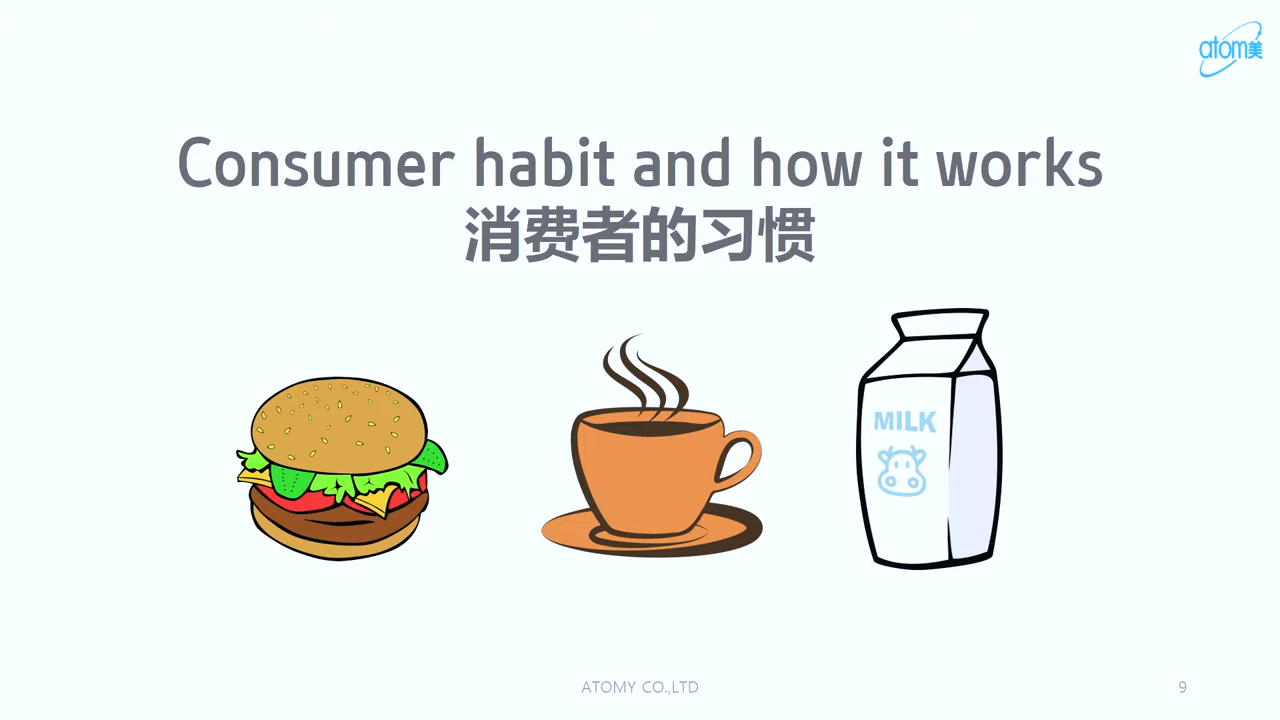 atom美
Consumer habit and how it works
消费者的习惯
MILK
ATOMY CO.,LTD
9